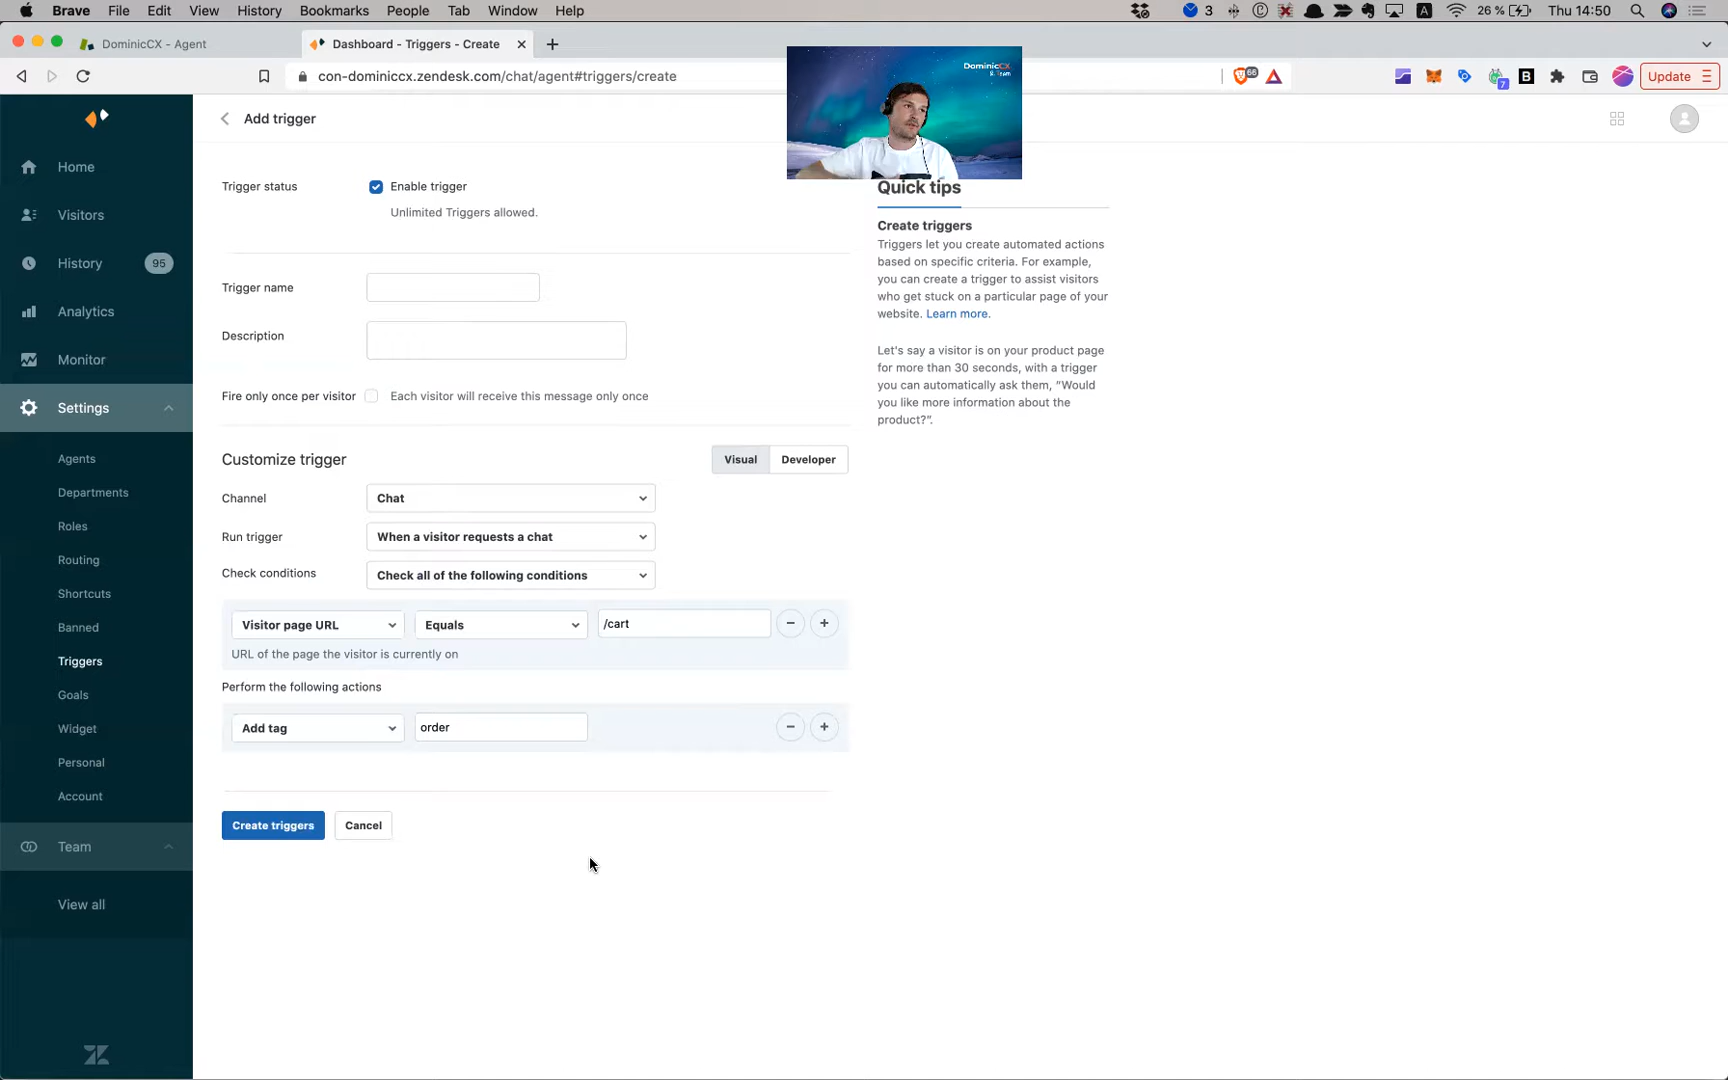 Brave File Edit View History Bookmarks People Tab Window Help
3
26 %
Thu 14:50
DominicCX - Agent
Dashboard - Triggers - Create
con-dominiccx.zendesk.com/chat/agent#triggers/create
66
7
B
Update
DominicCX
& Team
Add trigger
Home
Visitors
History 95
Analytics
Monitor
Settings
Agents
Departments
Roles
Routing
Shortcuts
Banned
Triggers
Goals
Widget
Personal
Account
Team
View all
Trigger status
Enable trigger
Unlimited Triggers allowed.
Trigger name
Description
Fire only once per visitor
Each visitor will receive this message only once
Customize trigger
Visual
Developer
Channel
Chat
Run trigger
When a visitor requests a chat
Check conditions
Check all of the following conditions
Visitor page URL
Equals
/cart
URL of the page the visitor is currently on
Perform the following actions
Add tag
order
Create triggers
Cancel
Quick tips
Create triggers
Triggers let you create automated actions
based on specific criteria. For example,
you can create a trigger to assist visitors
who get stuck on a particular page of your
website. Learn more.
Let's say a visitor is on your product page
for more than 30 seconds, with a trigger
you can automatically ask them, “Would
you like more information about the
product?”.